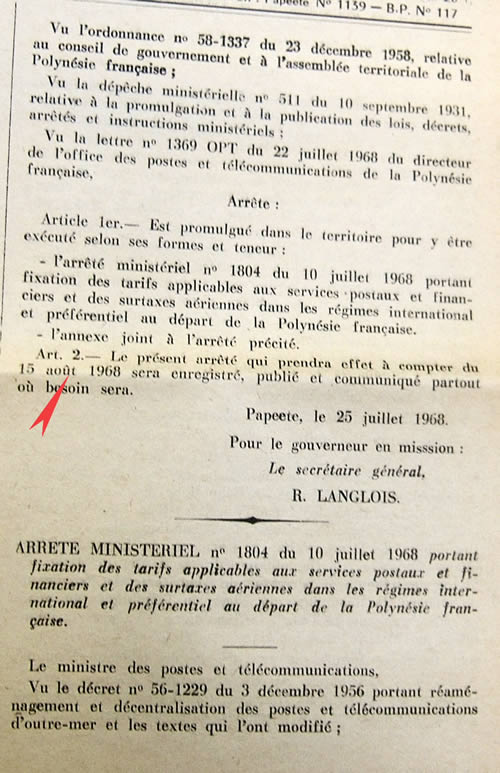 Papeete No 1159 — B.P. No 117
Vu l'ordonnance no 58-1337 du 23 décembre 1958, relative
au conseil de gouvernement et à l'assemblée territoriale de la
Polynésie française ;
Vu la dépêche ministérielle no 511 du 10 septembre 1931,
relative à la promulgation et à la publication des lois, décrets,
arrêtés et instructions ministériels ;
Vu la lettre no 1369 OPT du 22 juillet 1968 du directeur
de l'office des postes et télécommunications de la Polynésie
française,
Arrête :
Article 1er.— Est promulgué dans le territoire pour y être
exécuté selon ses formes et teneur :
- l'arrêté ministériel no 1804 du 10 juillet 1968 portant
fixation des tarifs applicables aux services postaux et finan-
ciers et des surtaxes aériennes dans les régimes international
et préférentiel au départ de la Polynésie française.
- l'annexe joint à l'arrêté précité.
Art. 2.— Le présent arrêté qui prendra effet à compter du
15 août 1968 sera enregistré, publié et communiqué partout
où besoin sera.
Papeete, le 25 juillet 1968.
Pour le gouverneur en misssion :
Le secrétaire général,
R. LANGLOIS.
ARRETE MINISTERIEL no 1804 du 10 juillet 1968 portant
fixation des tarifs applicables aux services postaux et fi-
nanciers et des surtaxes aériennes dans les régimes inter-
national et préférentiel au départ de la Polynésie fran-
çaise.
Le ministre des postes et télécommunications,
Vu le décret no 56-1229 du 3 décembre 1956 portant réamé-
nagement et décentralisation des postes et télécommunications
d'outre-mer et les textes qui l'ont modifié ;